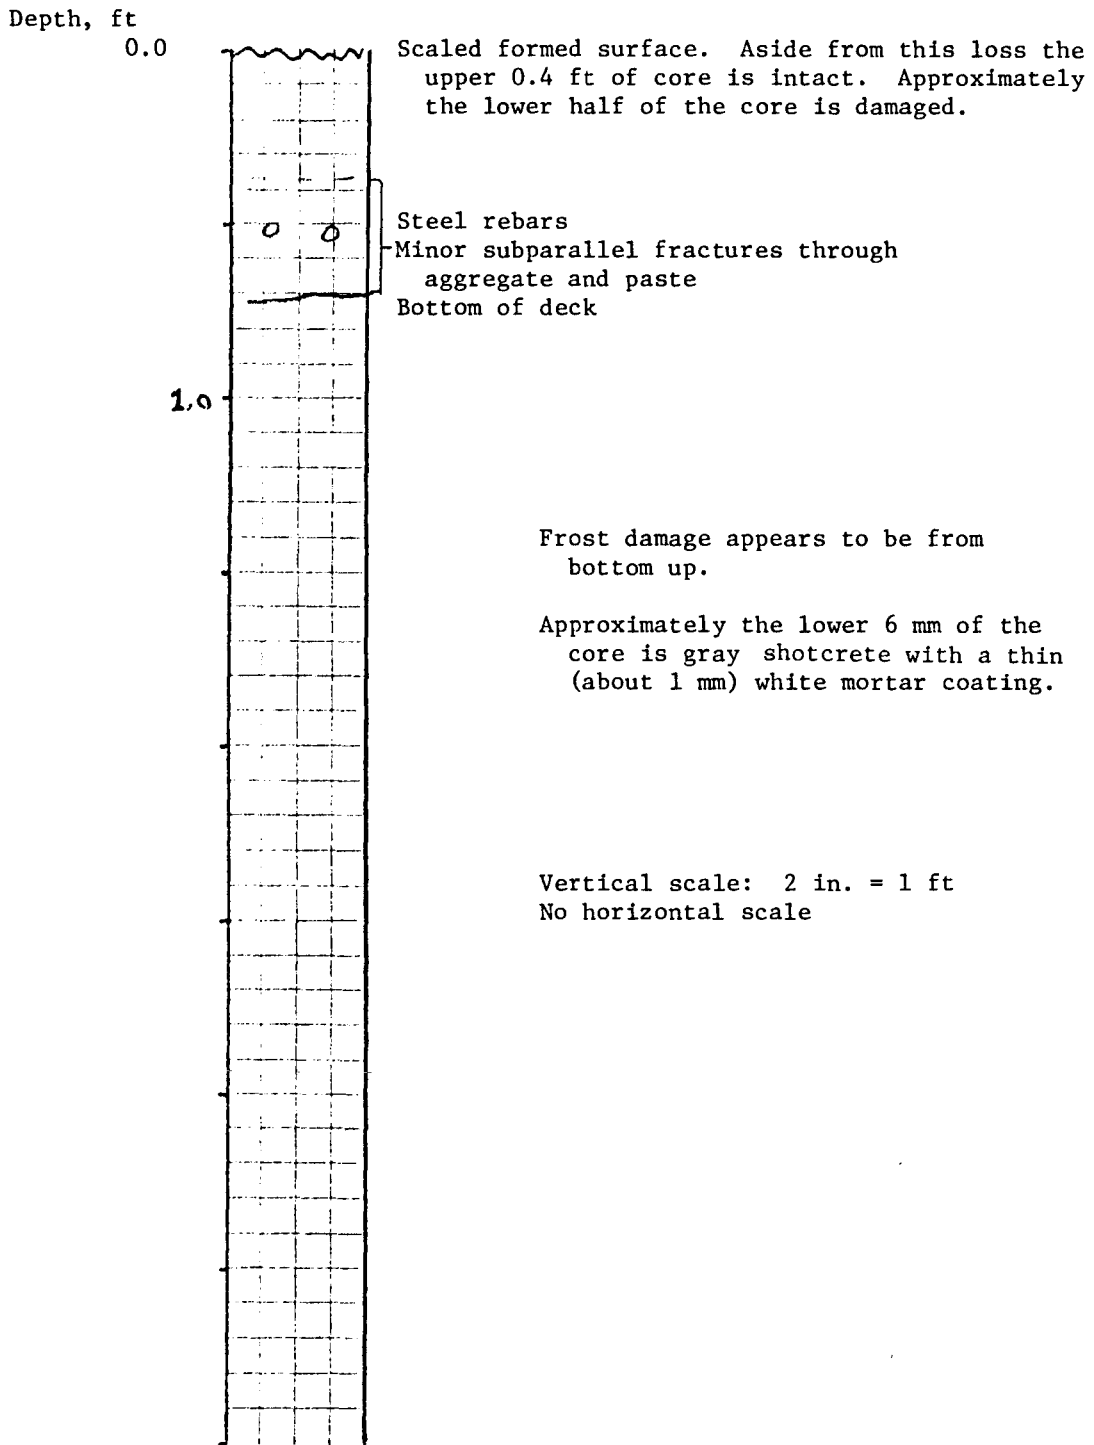 Depth, ft
0.0
Scaled formed surface. Aside from this loss the
upper 0.4 ft of core is intact. Approximately
the lower half of the core is damaged.
Steel rebars
Minor subparallel fractures through
aggregate and paste
Bottom of deck
1.0
Frost damage appears to be from
bottom up.
Approximately the lower 6 mm of the
core is gray shotcrete with a thin
(about 1 mm) white mortar coating.
Vertical scale: 2 in. = 1 ft
No horizontal scale